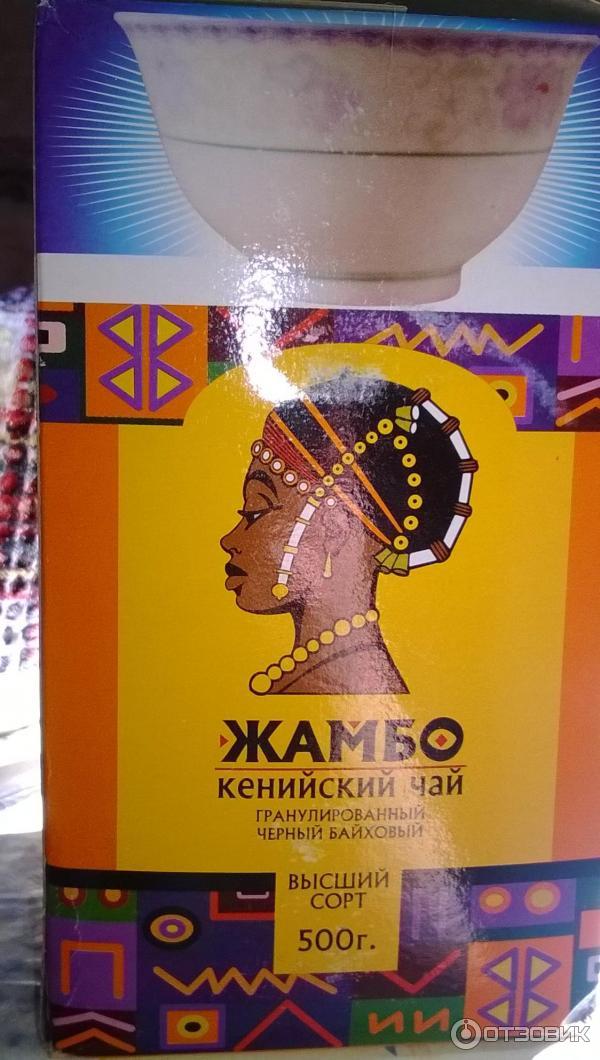 ЖАМБО
КЕНИЙСКИЙ ЧАЙ
ГРАНУЛИРОВАННЫЙ
ЧЕРНЫЙ БАЙХОВЫЙ
ВЫСШИЙ
СОРТ
500г.
ОТЗОВИК